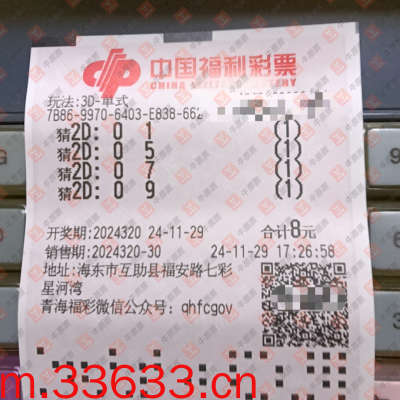 中国福利彩票
CHINA WELFARE LOTTERY
玩法:3D-单式
7B86-9970-6403-E838-662
猜2D: 0 1 (1)
猜2D: 0 5 (1)
猜2D: 0 7 (1)
猜2D: 0 9 (1)
开奖期:2024320 24-11-29 合计8元
销售期:2024320-30 24-11-29 17:26:58
地址:海东市互助县福安路七彩
星河湾
青海福彩微信公众号: qhfcgov
m.33633.cn